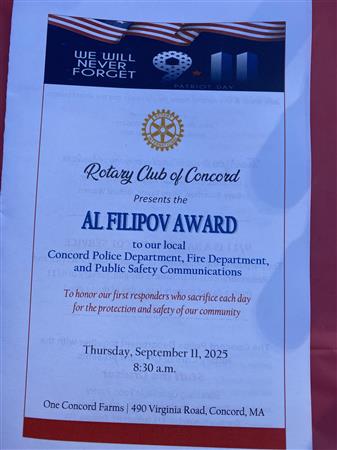 WE WILL
NEVER
FORGET
9 11
PATRIOT DAY
Rotary Club of Concord
Presents the
AL FILIPOV AWARD
to our local
Concord Police Department, Fire Department,
and Public Safety Communications
To honor our first responders who sacrifice each day
for the protection and safety of our community
Thursday, September 11, 2025
8:30 a.m.
One Concord Farms | 490 Virginia Road, Concord, MA